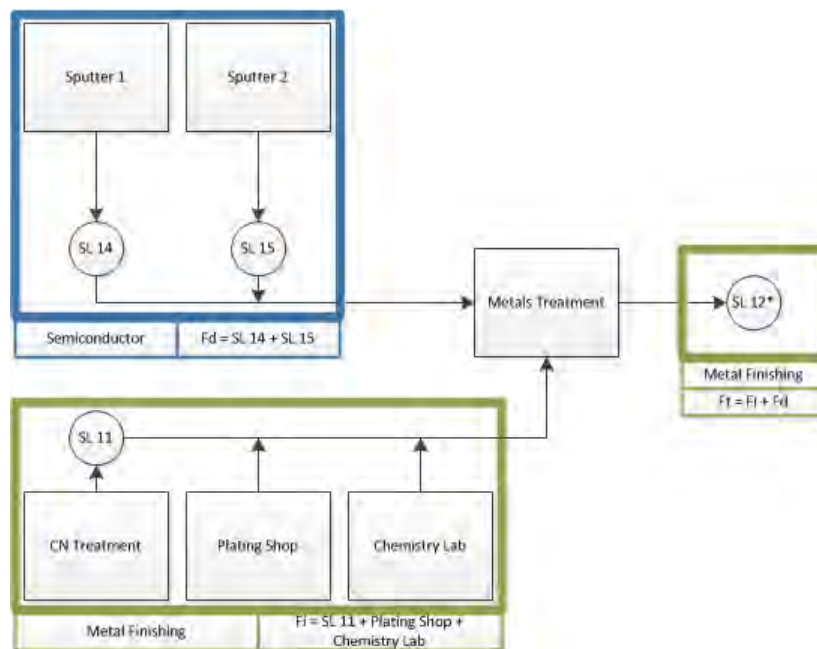 Sputter 1
Sputter 2
SL 14
SL 15
Metals Treatment
SL 12*
Semiconductor
Fd = SL 14 + SL 15
Metal Finishing
Ft = Fi + Fd
SL 11
CN Treatment
Plating Shop
Chemistry Lab
Metal Finishing
Fi = SL 11 + Plating Shop +
Chemistry Lab